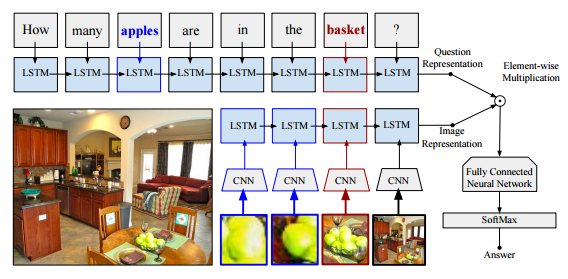 How many apples are in the basket ?
LSTM LSTM LSTM LSTM LSTM LSTM LSTM LSTM
Question
Representation
Element-wise
Multiplication
LSTM LSTM LSTM LSTM
Image
Representation
CNN CNN CNN CNN
Fully Connected
Neural Network
SoftMax
Answer